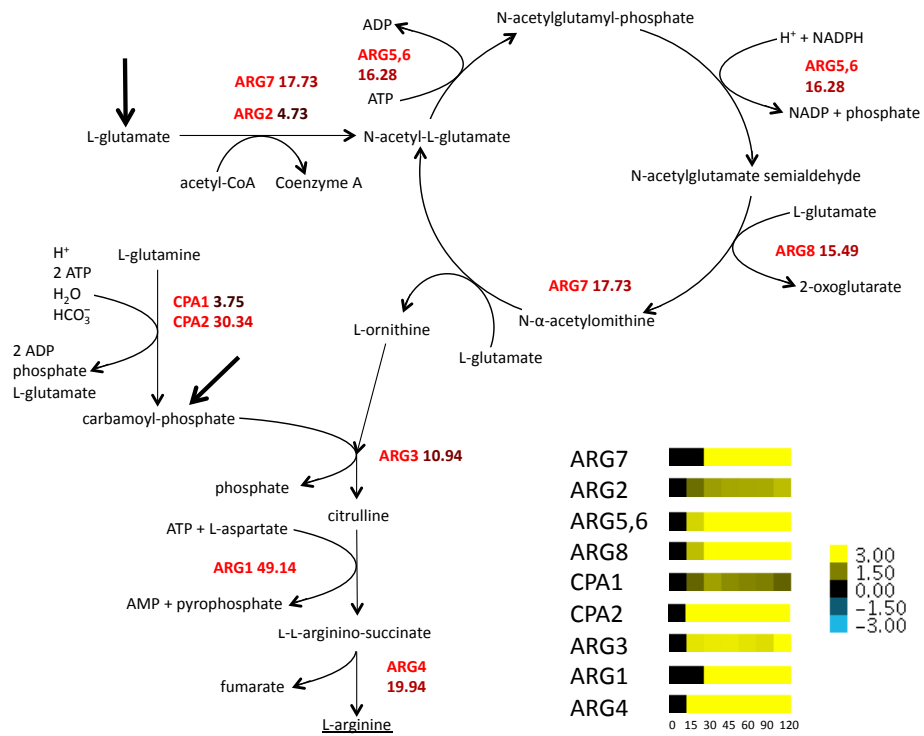 N-acetylglutamyl-phosphate
ADP
H⁺ + NADPH
ARG5,6
16.28
ARG5,6
16.28
ARG7 17.73
ATP
NADP + phosphate
ARG2 4.73
L-glutamate
N-acetyl-L-glutamate
acetyl-CoA
Coenzyme A
N-acetylglutamate semialdehyde
L-glutamate
ARG8 15.49
2-oxoglutarate
H⁺
L-glutamine
2 ATP
H₂O
HCO₃⁻
CPA1 3.75
CPA2 30.34
ARG7 17.73
N-α-acetylomithine
L-ornithine
L-glutamate
2 ADP
phosphate
L-glutamate
carbamoyl-phosphate
ARG3 10.94
phosphate
citrulline
ATP + L-aspartate
ARG1 49.14
AMP + pyrophosphate
L-L-arginino-succinate
ARG4
19.94
fumarate
L-arginine
ARG7
ARG2
ARG5,6
ARG8
CPA1
CPA2
ARG3
ARG1
ARG4
0 15 30 45 60 90 120
3.00
1.50
0.00
-1.50
-3.00